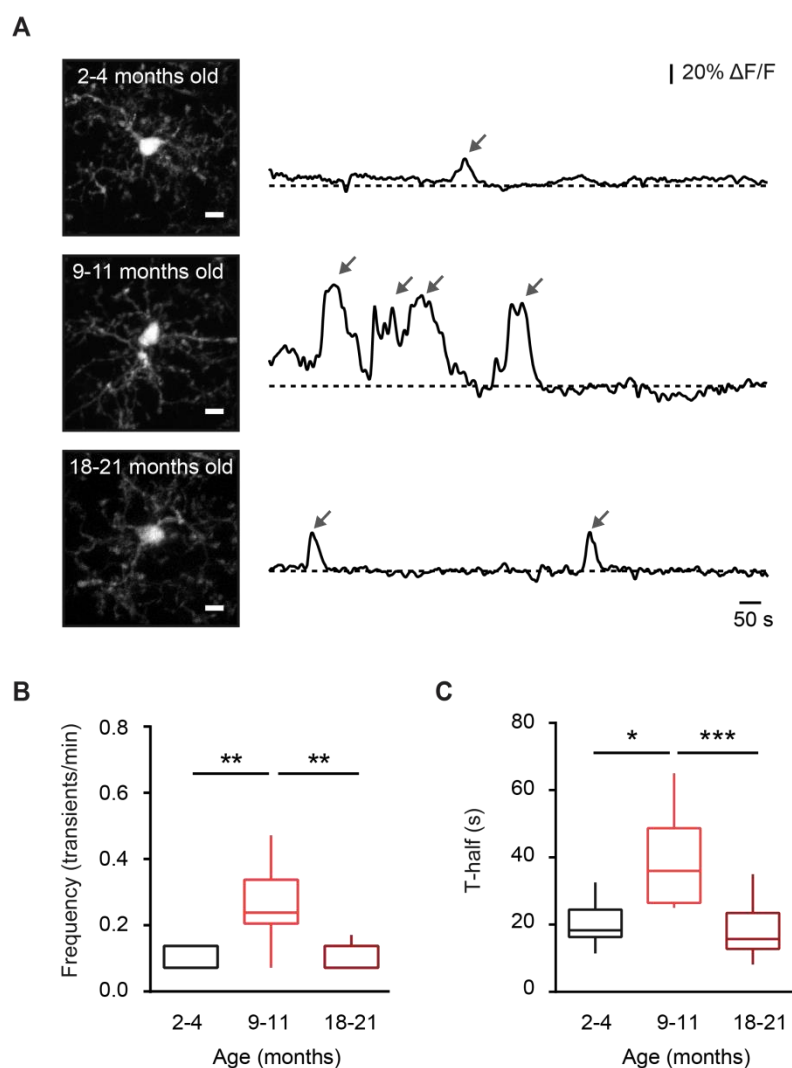 A
2-4 months old
20% ΔF/F
9-11 months old
18-21 months old
50 s
B
Frequency (transients/min)
0.8
0.6
0.4
0.2
0.0
** **
2-4 9-11 18-21
Age (months)
C
T-half (s)
80
60
40
20
0
* ***
2-4 9-11 18-21
Age (months)